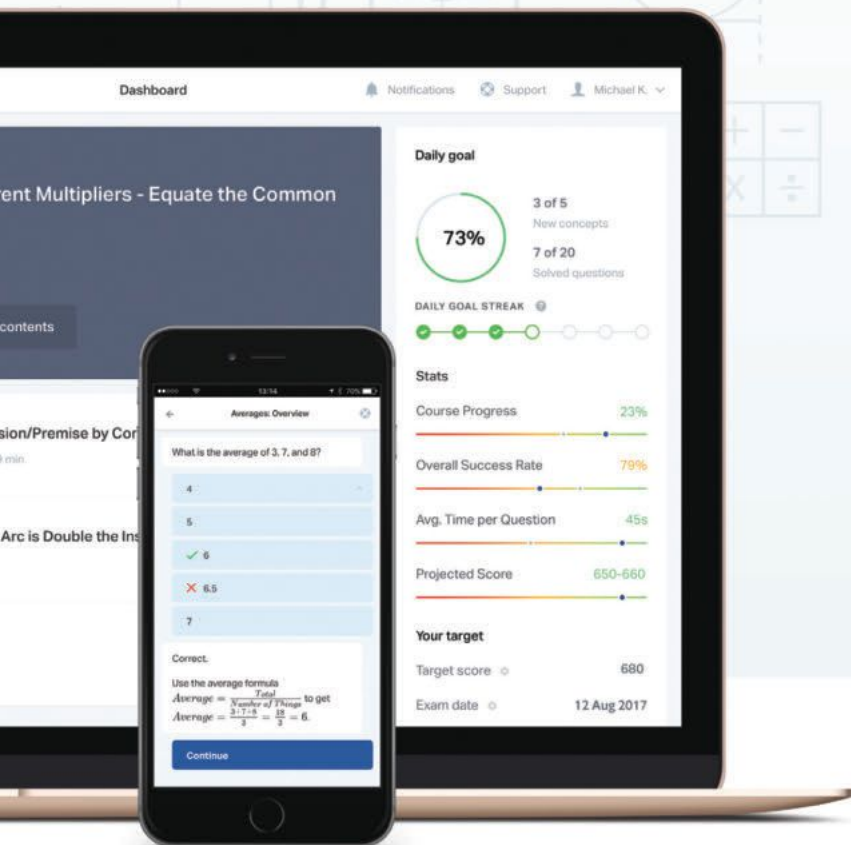 Dashboard
Notifications
Support
Michael K.
rent Multipliers - Equate the Common
contents
sion/Premise by Cor
min
Arc is Double the Ins
Daily goal
73%
3 of 5
New concepts
7 of 20
Solved questions
DAILY GOAL STREAK
Stats
Course Progress 23%
Overall Success Rate 79%
Avg. Time per Question 45s
Projected Score 650-660
Your target
Target score 680
Exam date 12 Aug 2017
13:14 70%
Averages: Overview
What is the average of 3, 7, and 8?
4
5
6
6.5
7
Correct.
Use the average formula
Average = Total / Number of Things to get
Average = 3+7+8 / 3 = 18 / 3 = 6.
Continue
+ −
× ÷